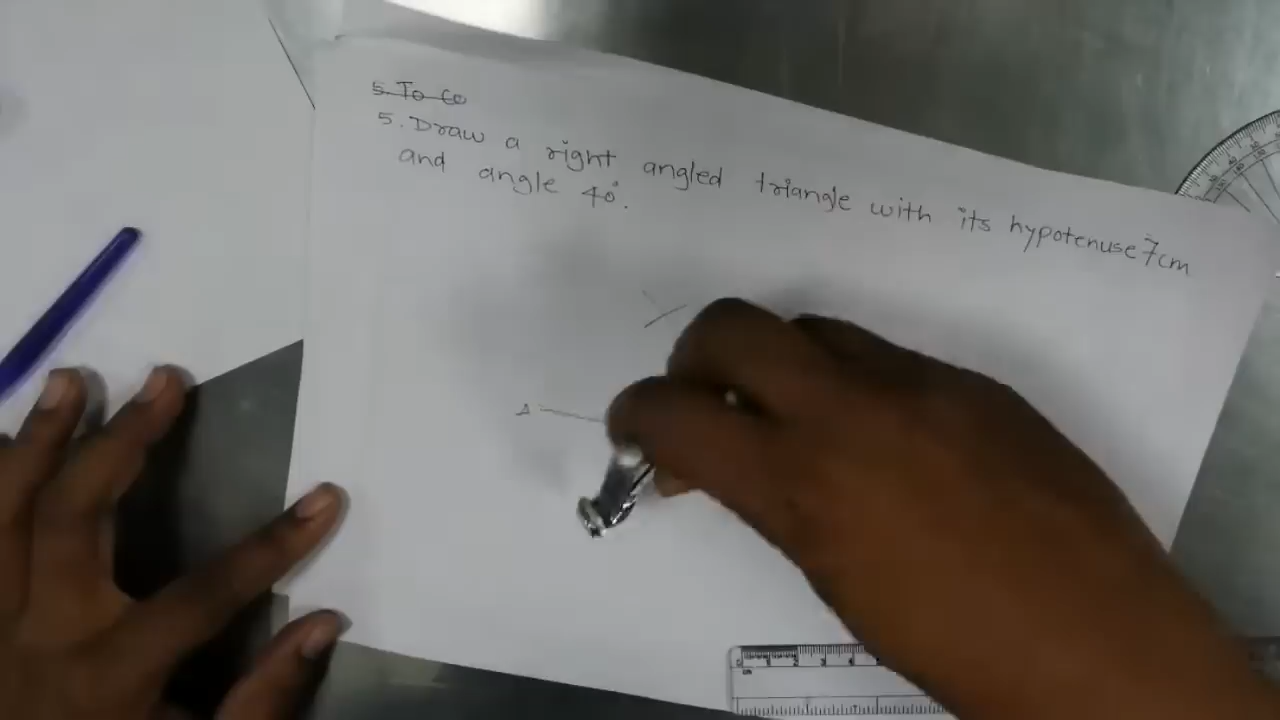 5. To Co
5. Draw a right angled triangle with its hypotenuse 7cm
and angle 40°.
A